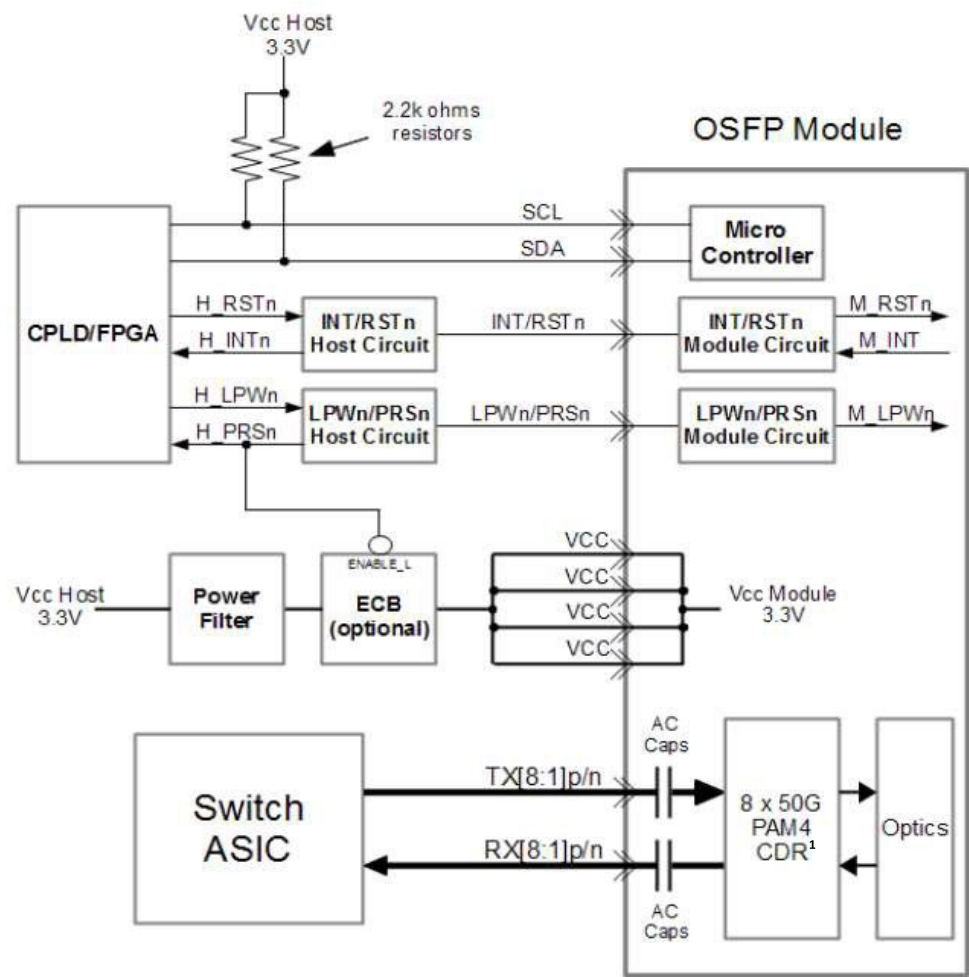 Vcc Host
3.3V
2.2k ohms
resistors
OSFP Module
SCL
SDA
Micro
Controller
CPLD/FPGA
H_RSTn
H_INTn
INT/RSTn
Host Circuit
INT/RSTn
INT/RSTn
Module Circuit
M_RSTn
M_INT
H_LPWn
H_PRSn
LPWn/PRSn
Host Circuit
LPWn/PRSn
LPWn/PRSn
Module Circuit
M_LPWn
Vcc Host
3.3V
Power
Filter
ENABLE_L
ECB
(optional)
VCC
VCC
VCC
VCC
Vcc Module
3.3V
Switch
ASIC
TX[8:1]p/n
RX[8:1]p/n
AC
Caps
AC
Caps
8 x 50G
PAM4
CDR¹
Optics